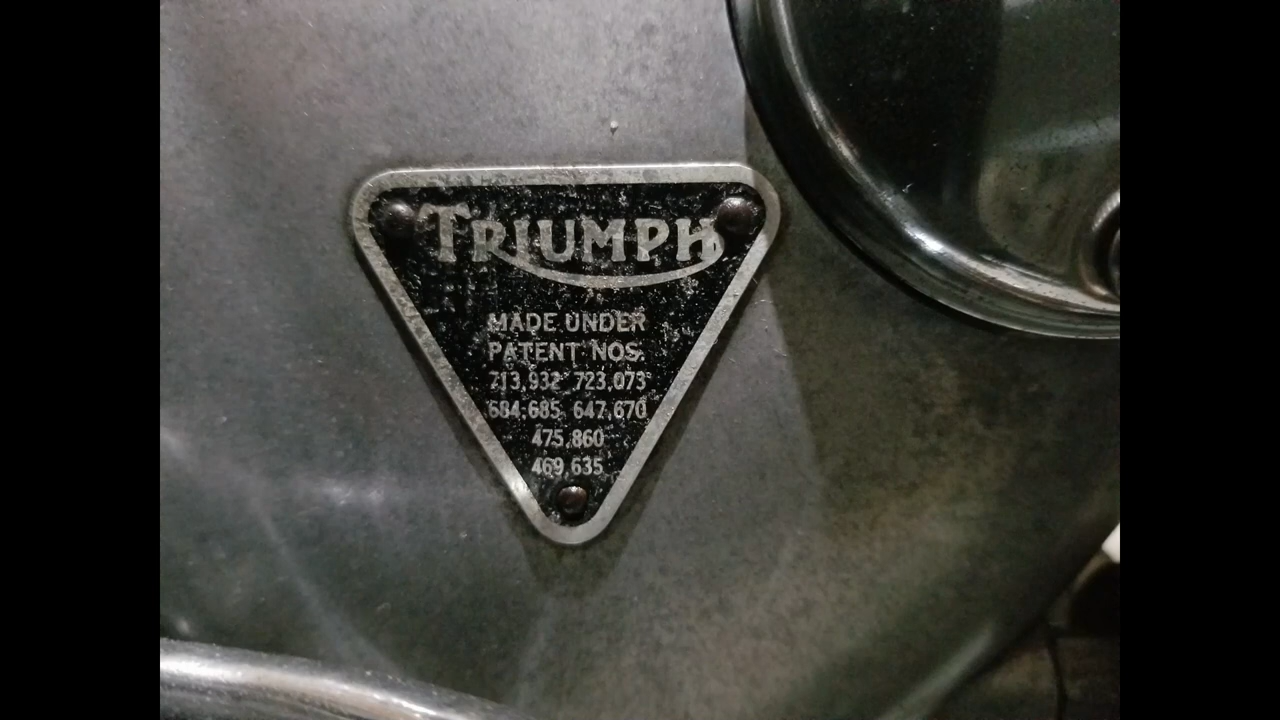 TRIUMPH
MADE UNDER
PATENT NOS.
713,932 723,073
684,685 647,670
475,860
469,635